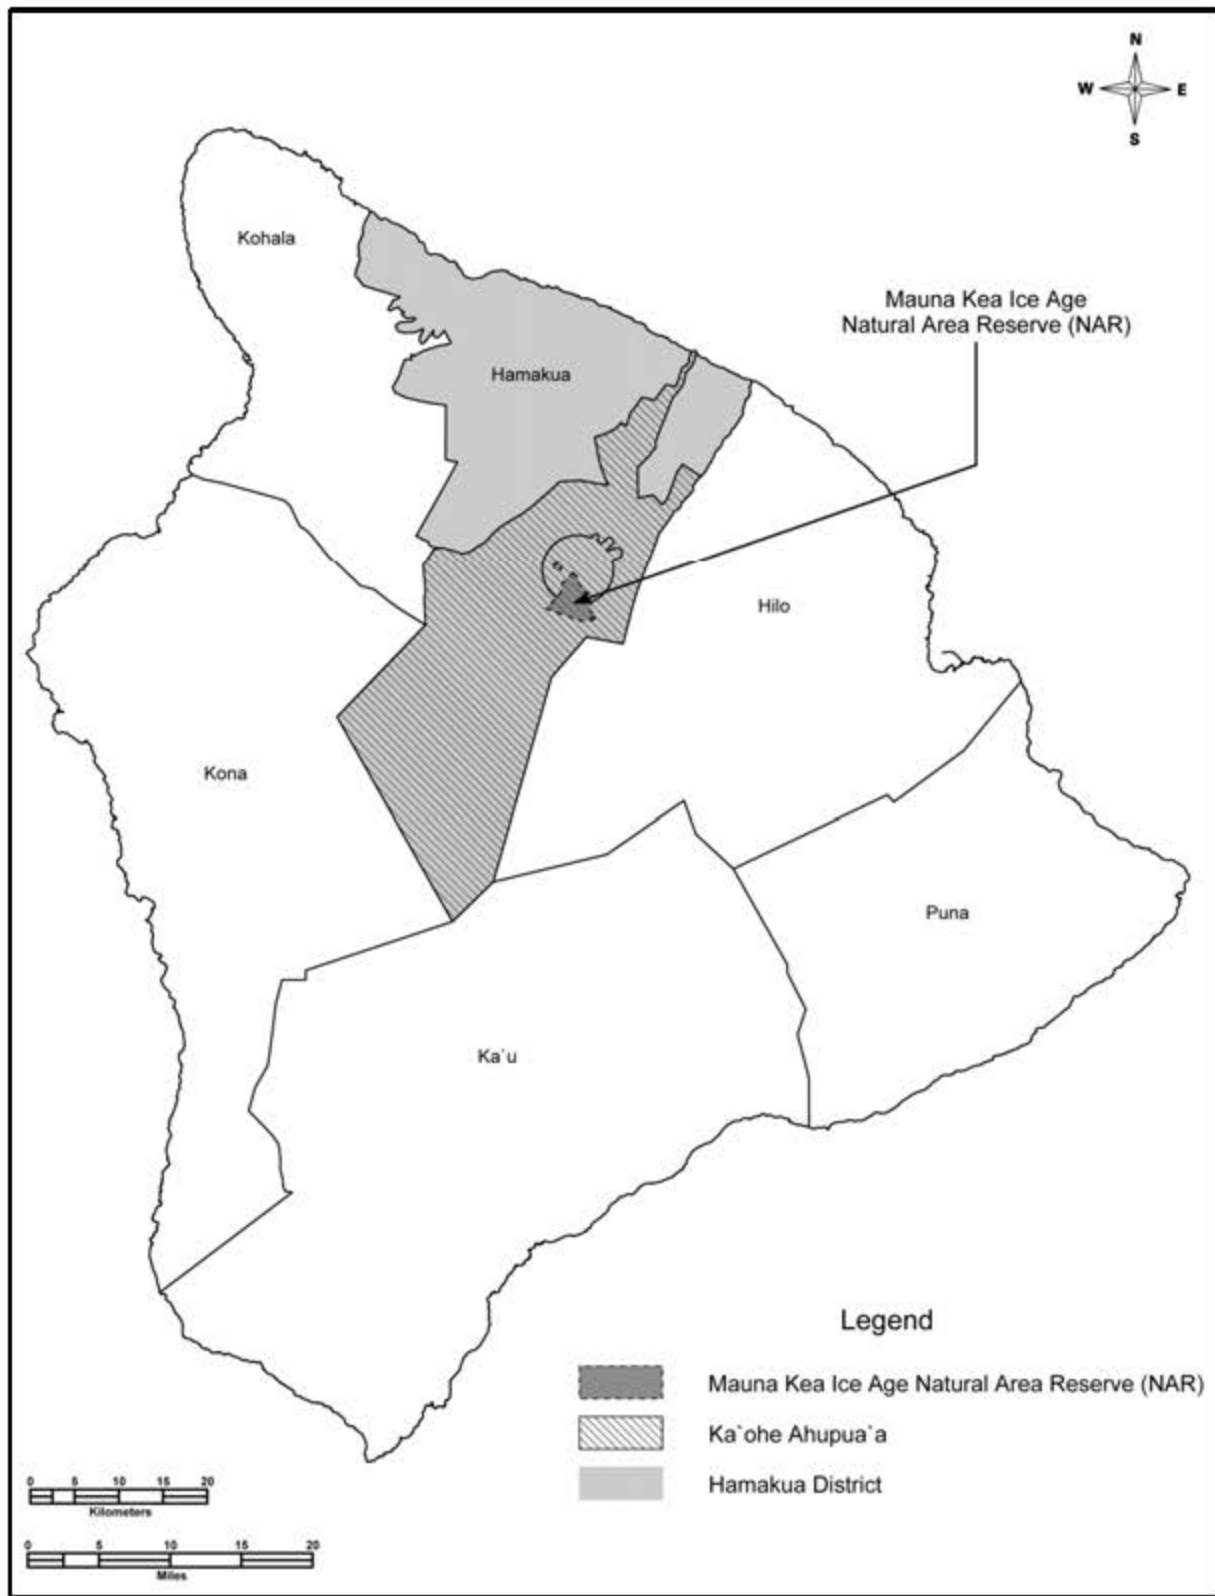 N
W E
S
Kohala
Mauna Kea Ice Age
Natural Area Reserve (NAR)
Hamakua
Hilo
Kona
Puna
Ka`u
Legend
Mauna Kea Ice Age Natural Area Reserve (NAR)
Ka`ohe Ahupua`a
Hamakua District
0 5 10 15 20
Kilometers
0 5 10 15 20
Miles